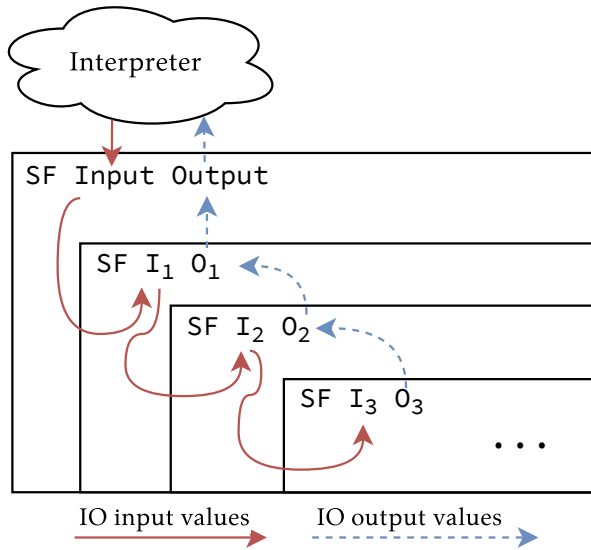 Interpreter
SF Input Output
SF I₁ O₁
SF I₂ O₂
SF I₃ O₃
...
IO input values IO output values